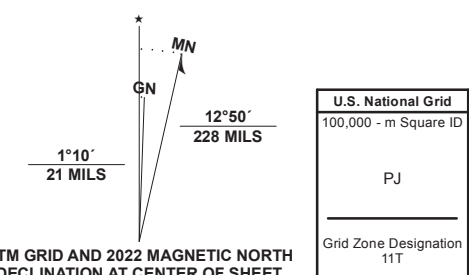 MN
GN
12°50´
228 MILS
1°10´
21 MILS
TM GRID AND 2022 MAGNETIC NORTH
DECLINATION AT CENTER OF SHEET
U.S. National Grid
100,000 - m Square ID
PJ
Grid Zone Designation
11T